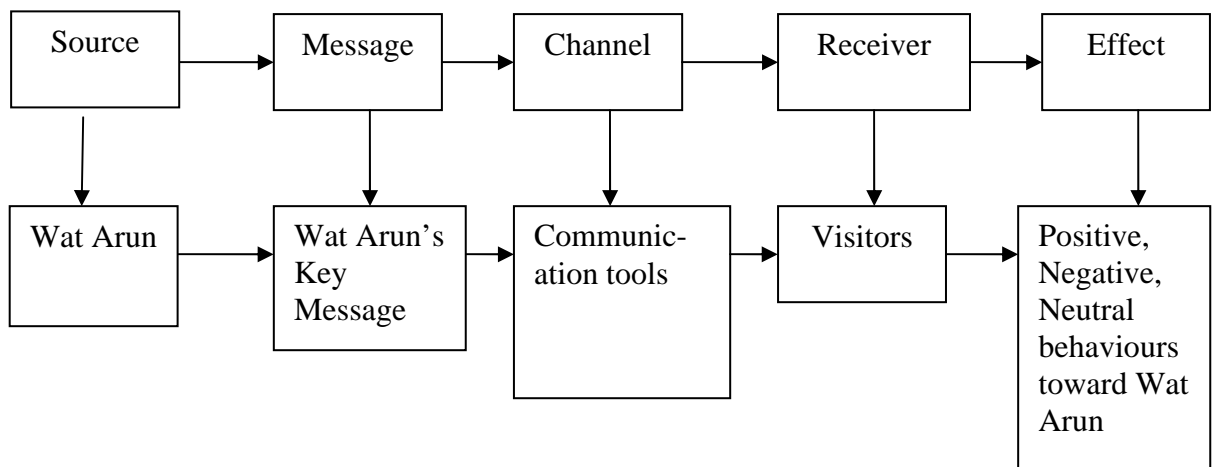 Source
Message
Channel
Receiver
Effect
Wat Arun
Wat Arun’s
Key
Message
Communic-
ation tools
Visitors
Positive,
Negative,
Neutral
behaviours
toward Wat
Arun